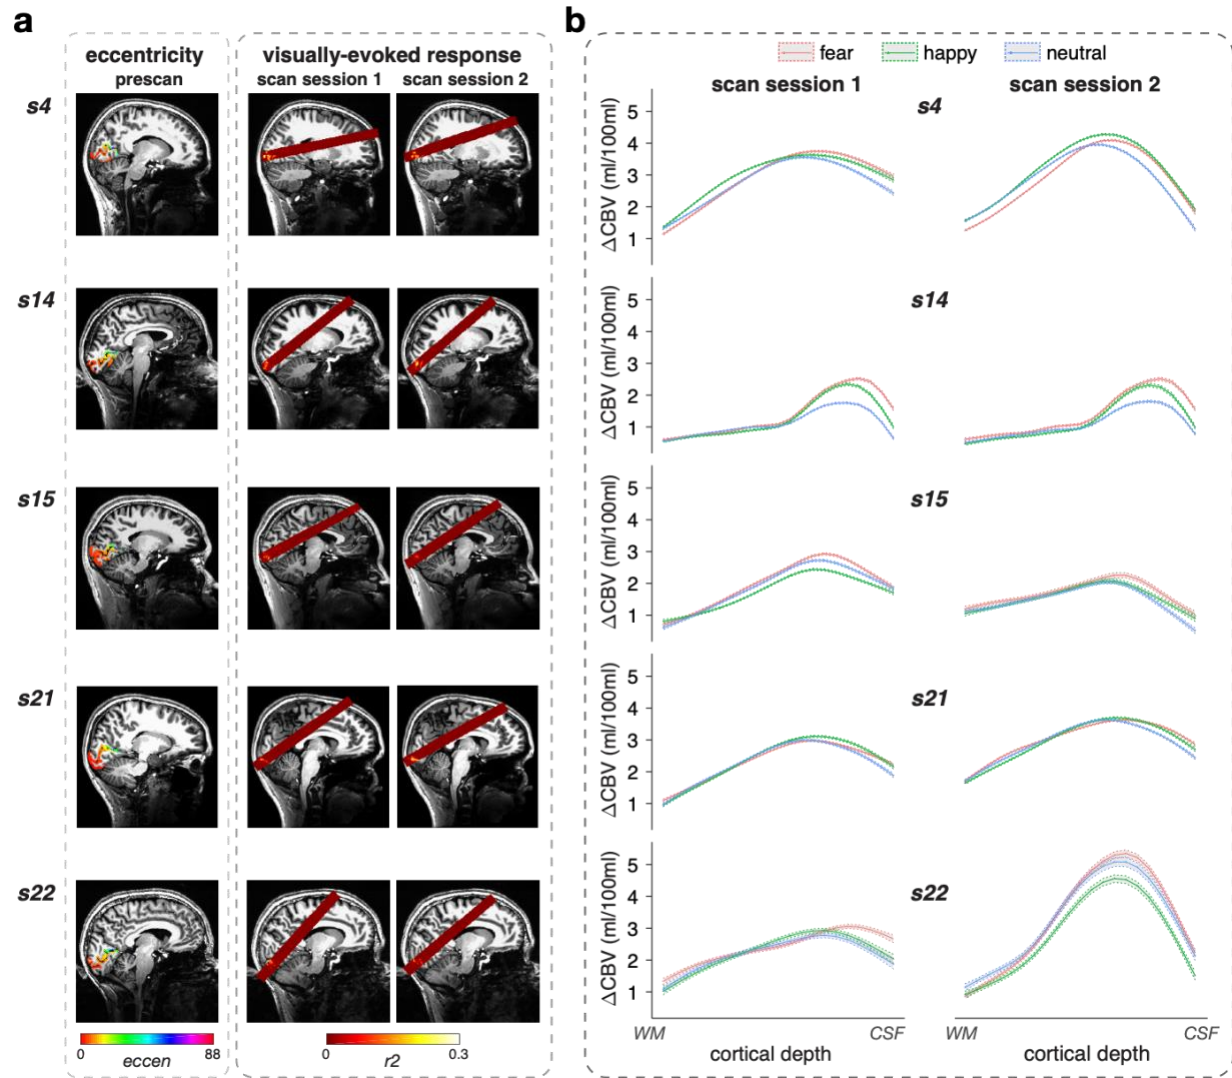 a
eccentricity
prescan
visually-evoked response
scan session 1 scan session 2
s4
s14
s15
s21
s22
0 eccen 88
0 r2 0.3
b
fear happy neutral
scan session 1 scan session 2
s4
ΔCBV (ml/100ml)
5
4
3
2
1
s14
ΔCBV (ml/100ml)
5
4
3
2
1
s15
ΔCBV (ml/100ml)
5
4
3
2
1
s21
ΔCBV (ml/100ml)
5
4
3
2
1
s22
ΔCBV (ml/100ml)
5
4
3
2
1
WM CSF WM CSF
cortical depth cortical depth